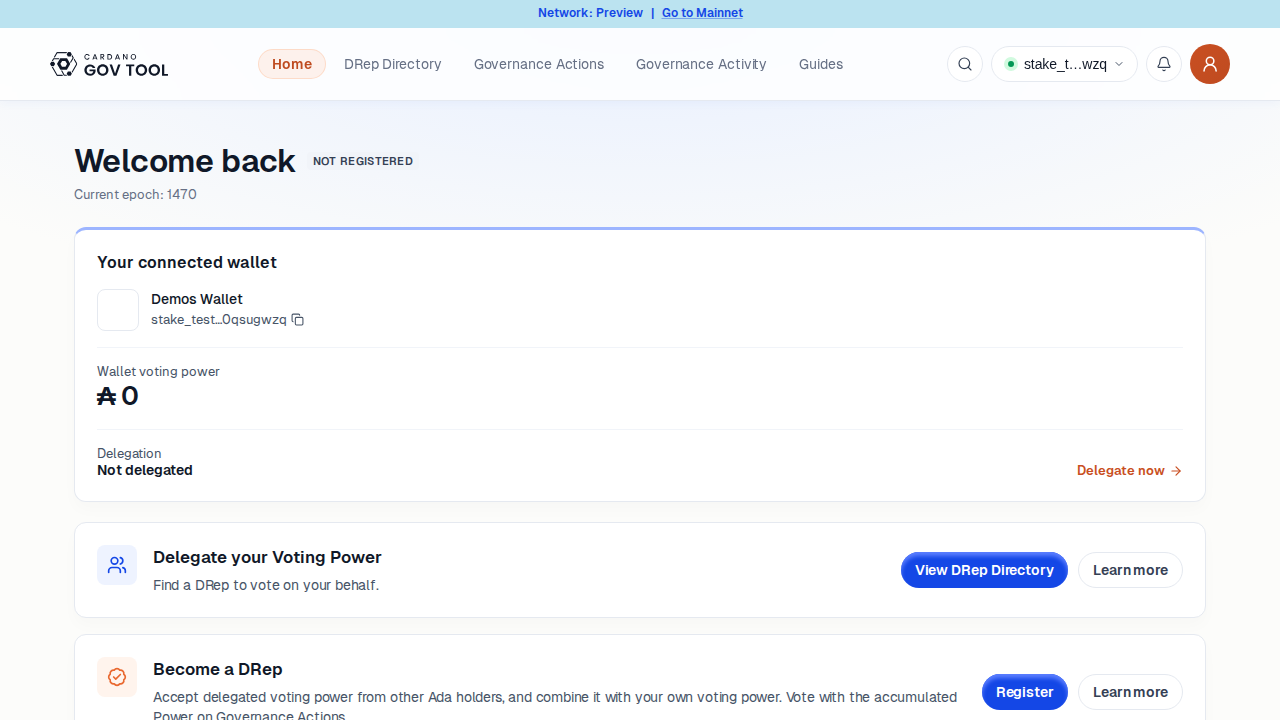 Network: Preview | Go to Mainnet
CARDANO
GOV TOOL
Home
DRep Directory
Governance Actions
Governance Activity
Guides
stake_t...wzq
Welcome back
NOT REGISTERED
Current epoch: 1470
Your connected wallet
Demos Wallet
stake_test...0qsugwzq
Wallet voting power
₳ 0
Delegation
Not delegated
Delegate now →
Delegate your Voting Power
Find a DRep to vote on your behalf.
View DRep Directory
Learn more
Become a DRep
Accept delegated voting power from other Ada holders, and combine it with your own voting power. Vote with the accumulated
Power on Governance Actions.
Register
Learn more